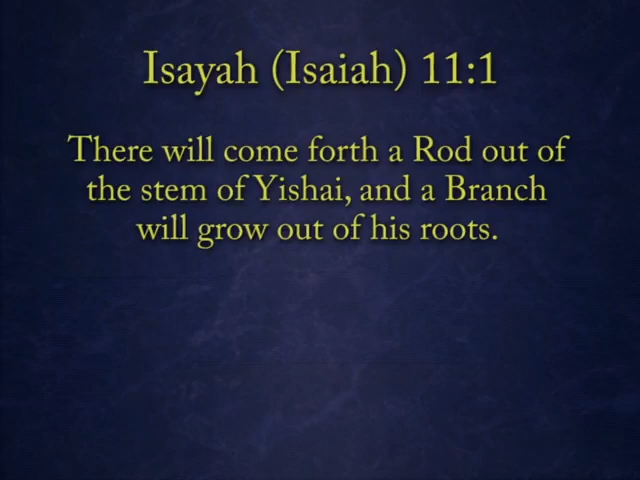 Isayah (Isaiah) 11:1
There will come forth a Rod out of
the stem of Yishai, and a Branch
will grow out of his roots.